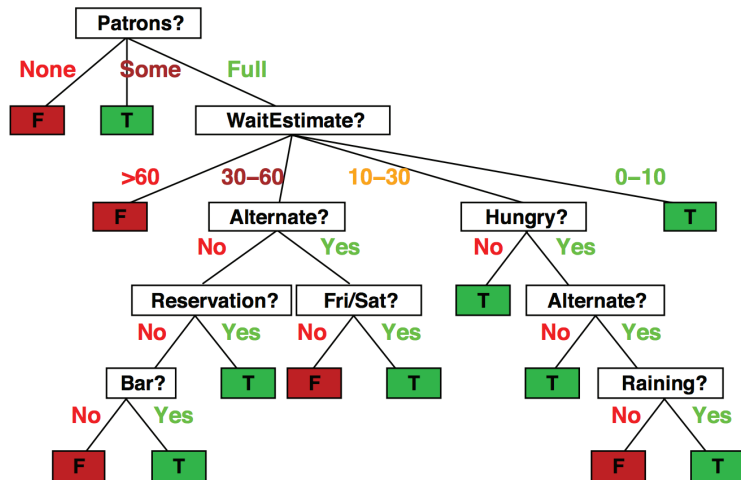 Patrons?
None Some Full
F T WaitEstimate?
>60 30–60 10–30 0–10
F Alternate? Hungry? T
No Yes No Yes
Reservation? Fri/Sat? T Alternate?
No Yes No Yes No Yes
Bar? T F T T Raining?
No Yes No Yes
F T F T